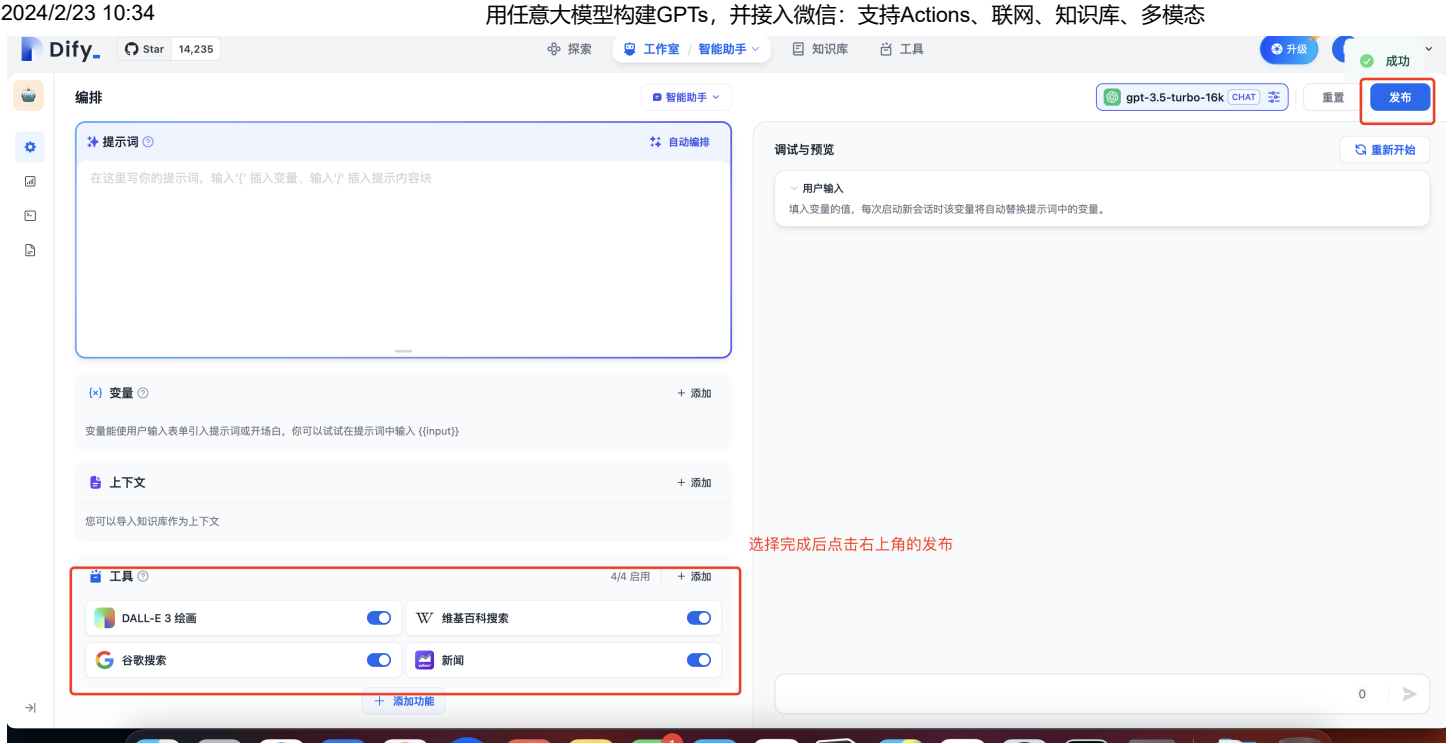 2024/2/23 10:34
用任意大模型构建GPTs，并接入微信：支持Actions、联网、知识库、多模态
Dify_
Star 14,235
探索
工作室 / 智能助手
知识库
工具
升级
成功
编排
智能助手
gpt-3.5-turbo-16k CHAT
重置
发布
提示词
自动编排
在这里写你的提示词，输入'{' 插入变量、输入'/' 插入提示内容块
调试与预览
重新开始
用户输入
填入变量的值，每次启动新会话时该变量将自动替换提示词中的变量。
{×} 变量
+ 添加
变量能使用户输入表单引入提示词或开场白，你可以试试在提示词中输入 {{input}}
上下文
+ 添加
您可以导入知识库作为上下文
选择完成后点击右上角的发布
工具
4/4 启用
+ 添加
DALL-E 3 绘画
W 维基百科搜索
谷歌搜索
新闻
+ 添加功能
0
1